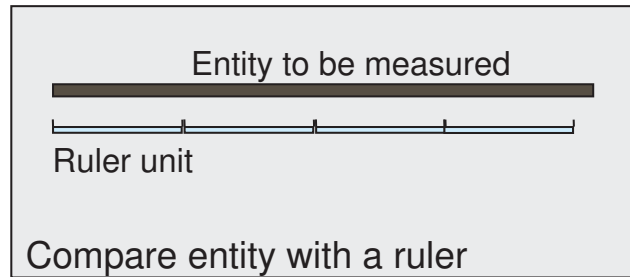 Entity to be measured
Ruler unit
Compare entity with a ruler